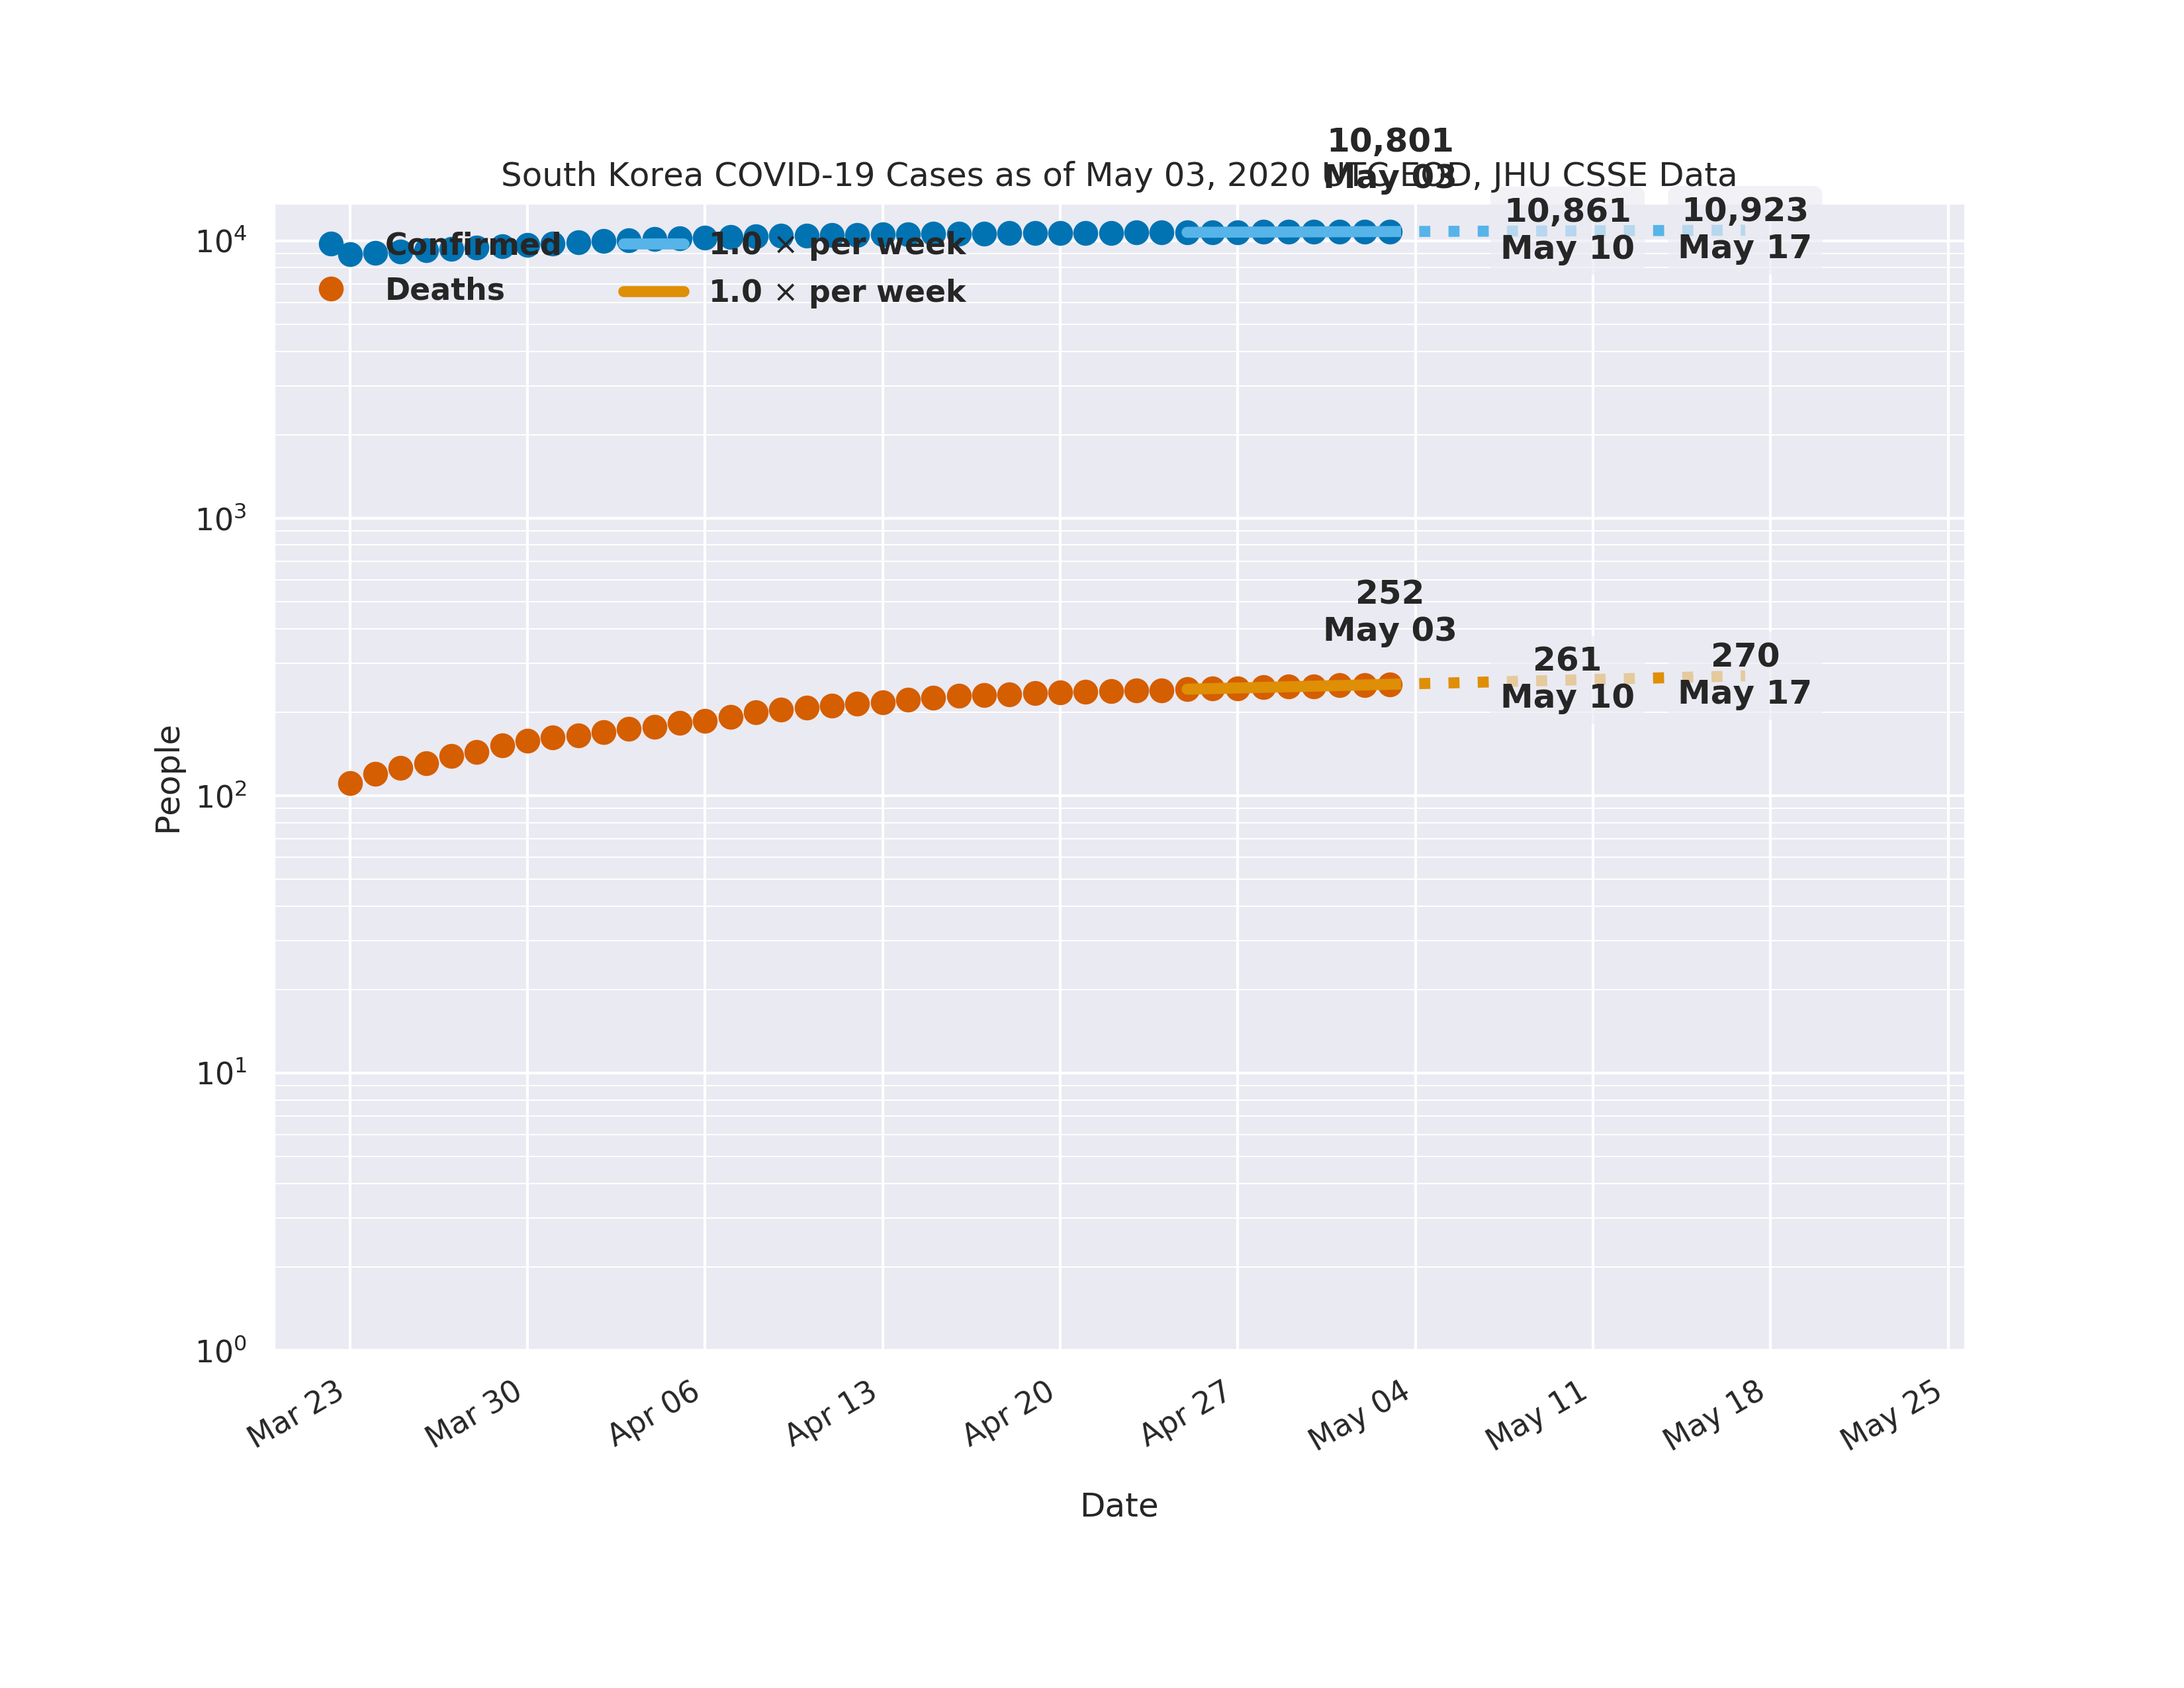 10,801
May 03
South Korea COVID-19 Cases as of May 03, 2020 UTC EOD, JHU CSSE Data
10,861
May 10
10,923
May 17
Confirmed
1.0 × per week
Deaths
1.0 × per week
10⁴
10³
252
May 03
261
May 10
270
May 17
People
10²
10¹
10⁰
Mar 23
Mar 30
Apr 06
Apr 13
Apr 20
Apr 27
May 04
May 11
May 18
May 25
Date